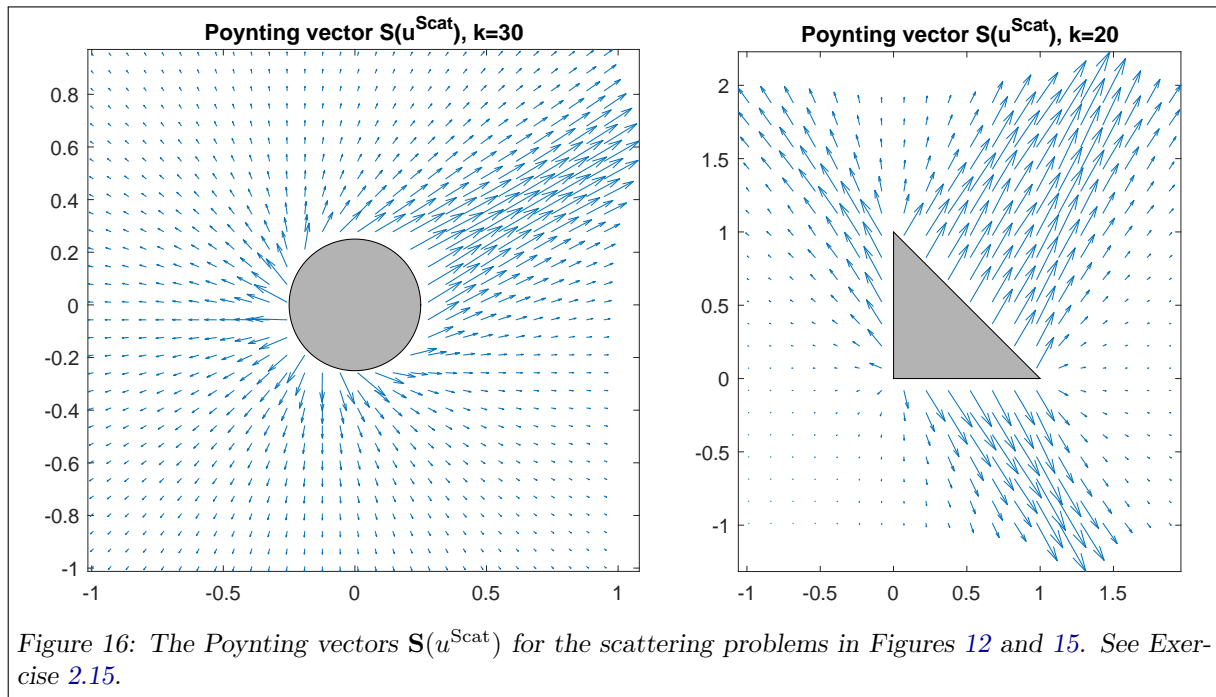 Poynting vector S(u^Scat), k=30
0.8
0.6
0.4
0.2
0
-0.2
-0.4
-0.6
-0.8
-1
-1 -0.5 0 0.5 1
Poynting vector S(u^Scat), k=20
2
1.5
1
0.5
0
-0.5
-1
-1 -0.5 0 0.5 1 1.5
Figure 16: The Poynting vectors S(u^Scat) for the scattering problems in Figures 12 and 15. See Exer-
cise 2.15.